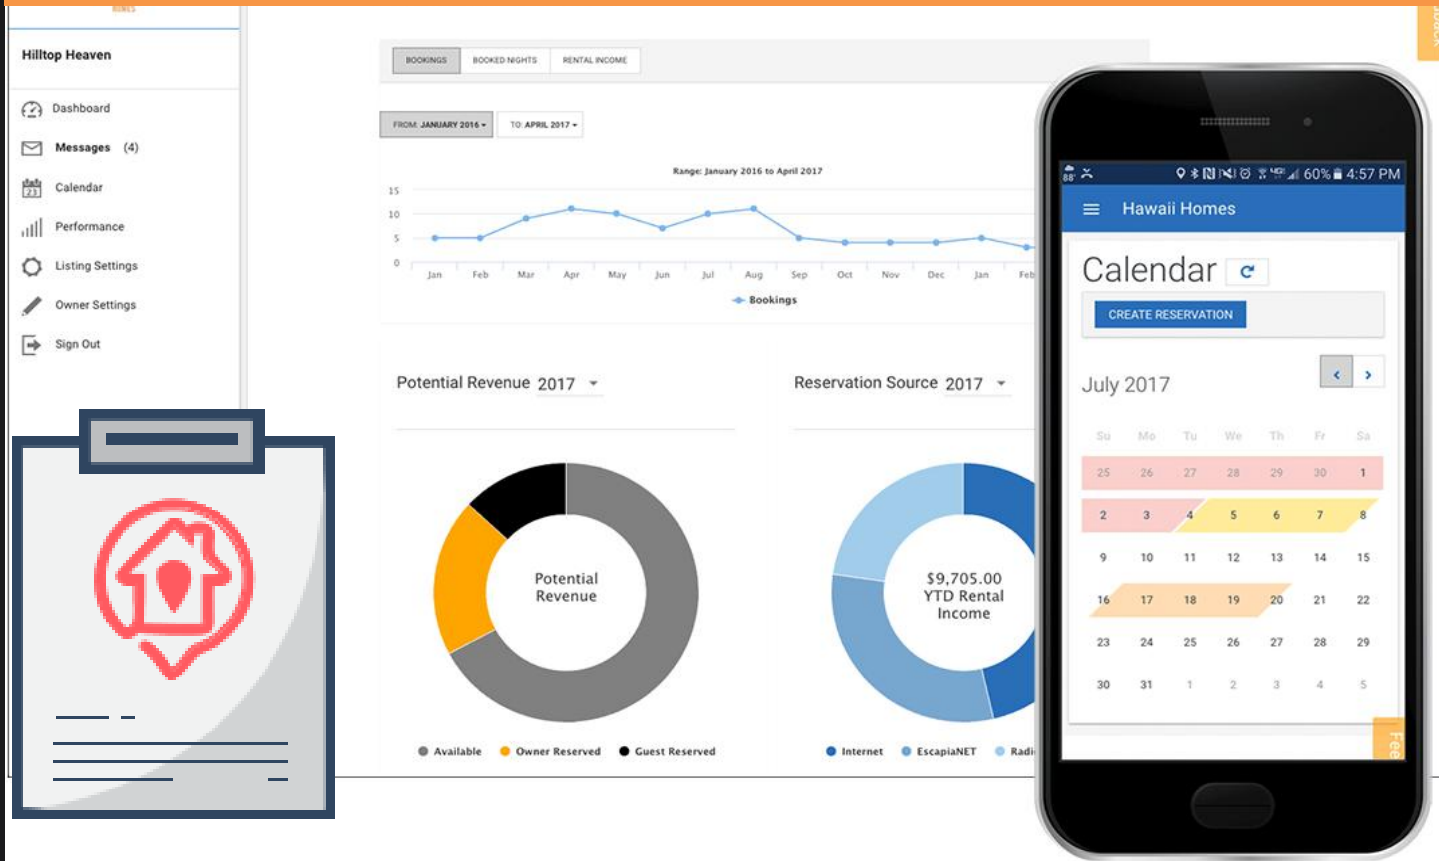 HOMES
Hilltop Heaven
Dashboard
Messages (4)
23 Calendar
Performance
Listing Settings
Owner Settings
Sign Out
BOOKINGS BOOKED NIGHTS RENTAL INCOME
FROM: JANUARY 2016 TO: APRIL 2017
Range: January 2016 to April 2017
15
10
5
0
Jan Feb Mar Apr May Jun Jul Aug Sep Oct Nov Dec Jan Feb
Bookings
Potential Revenue 2017
Potential
Revenue
Available Owner Reserved Guest Reserved
Reservation Source 2017
$9,705.00
YTD Rental
Income
Internet EscapiaNET Radi
88° 60% 4:57 PM
Hawaii Homes
Calendar
CREATE RESERVATION
< >
July 2017
Su Mo Tu We Th Fr Sa
25 26 27 28 29 30 1
2 3 4 5 6 7 8
9 10 11 12 13 14 15
16 17 18 19 20 21 22
23 24 25 26 27 28 29
30 31 1 2 3 4 5
Fee